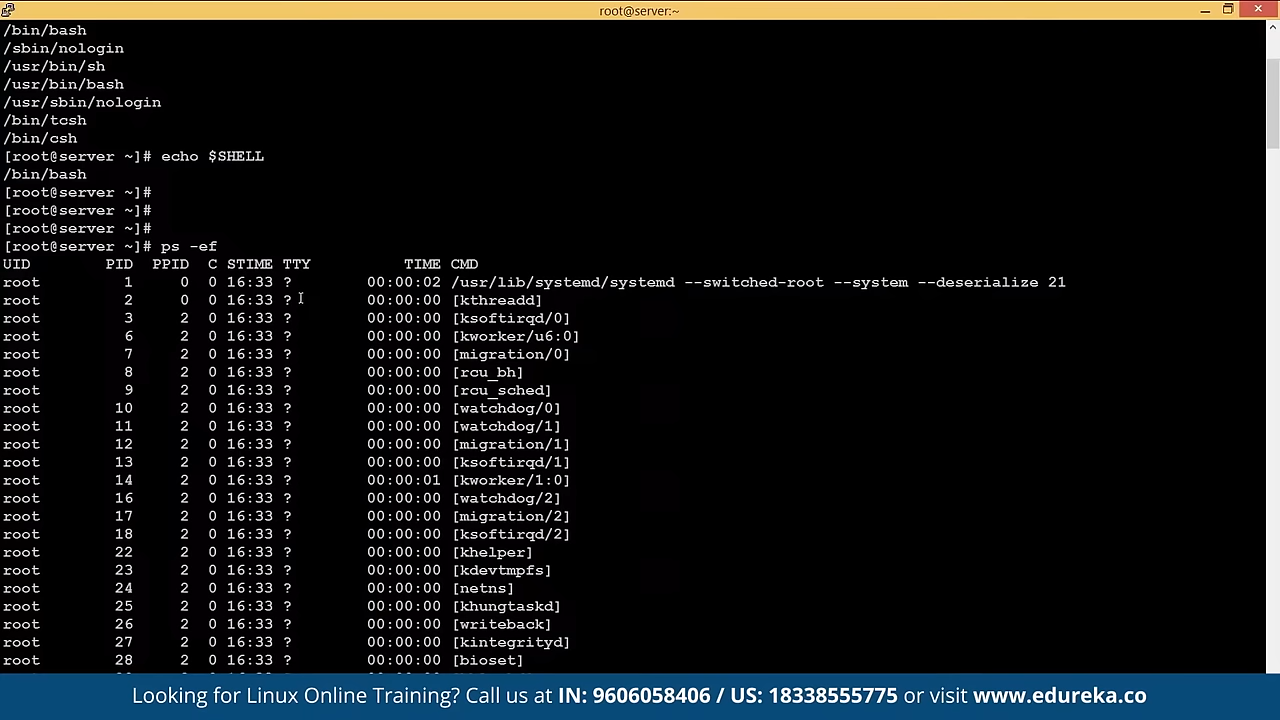 root@server:~
/bin/bash
/sbin/nologin
/usr/bin/sh
/usr/bin/bash
/usr/sbin/nologin
/bin/tcsh
/bin/csh
[root@server ~]# echo $SHELL
/bin/bash
[root@server ~]#
[root@server ~]#
[root@server ~]#
[root@server ~]# ps -ef
UID PID PPID C STIME TTY TIME CMD
root 1 0 0 16:33 ? 00:00:02 /usr/lib/systemd/systemd --switched-root --system --deserialize 21
root 2 0 0 16:33 ? 00:00:00 [kthreadd]
root 3 2 0 16:33 ? 00:00:00 [ksoftirqd/0]
root 6 2 0 16:33 ? 00:00:00 [kworker/u6:0]
root 7 2 0 16:33 ? 00:00:00 [migration/0]
root 8 2 0 16:33 ? 00:00:00 [rcu_bh]
root 9 2 0 16:33 ? 00:00:00 [rcu_sched]
root 10 2 0 16:33 ? 00:00:00 [watchdog/0]
root 11 2 0 16:33 ? 00:00:00 [watchdog/1]
root 12 2 0 16:33 ? 00:00:00 [migration/1]
root 13 2 0 16:33 ? 00:00:00 [ksoftirqd/1]
root 14 2 0 16:33 ? 00:00:01 [kworker/1:0]
root 16 2 0 16:33 ? 00:00:00 [watchdog/2]
root 17 2 0 16:33 ? 00:00:00 [migration/2]
root 18 2 0 16:33 ? 00:00:00 [ksoftirqd/2]
root 22 2 0 16:33 ? 00:00:00 [khelper]
root 23 2 0 16:33 ? 00:00:00 [kdevtmpfs]
root 24 2 0 16:33 ? 00:00:00 [netns]
root 25 2 0 16:33 ? 00:00:00 [khungtaskd]
root 26 2 0 16:33 ? 00:00:00 [writeback]
root 27 2 0 16:33 ? 00:00:00 [kintegrityd]
root 28 2 0 16:33 ? 00:00:00 [bioset]
Looking for Linux Online Training? Call us at IN: 9606058406 / US: 18338555775 or visit www.edureka.co